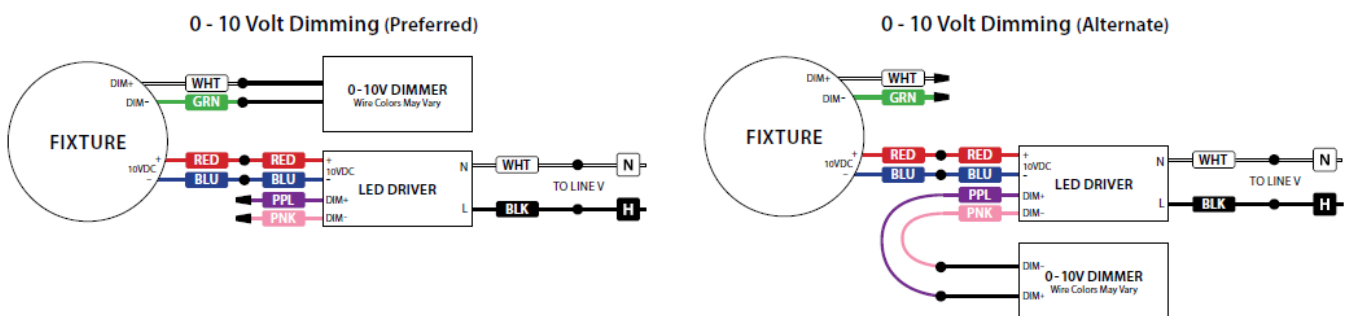 0 - 10 Volt Dimming (Preferred)
DIM+ WHT
DIM- GRN
0-10V DIMMER
Wire Colors May Vary
FIXTURE
+ RED RED +
10VDC 10VDC
- BLU BLU -
PPL DIM+
PNK DIM-
LED DRIVER
N WHT N
TO LINE V
L BLK H
0 - 10 Volt Dimming (Alternate)
DIM+ WHT
DIM- GRN
FIXTURE
+ RED RED +
10VDC 10VDC
- BLU BLU -
PPL DIM+
PNK DIM-
LED DRIVER
N WHT N
TO LINE V
L BLK H
DIM-
0-10V DIMMER
Wire Colors May Vary
DIM+